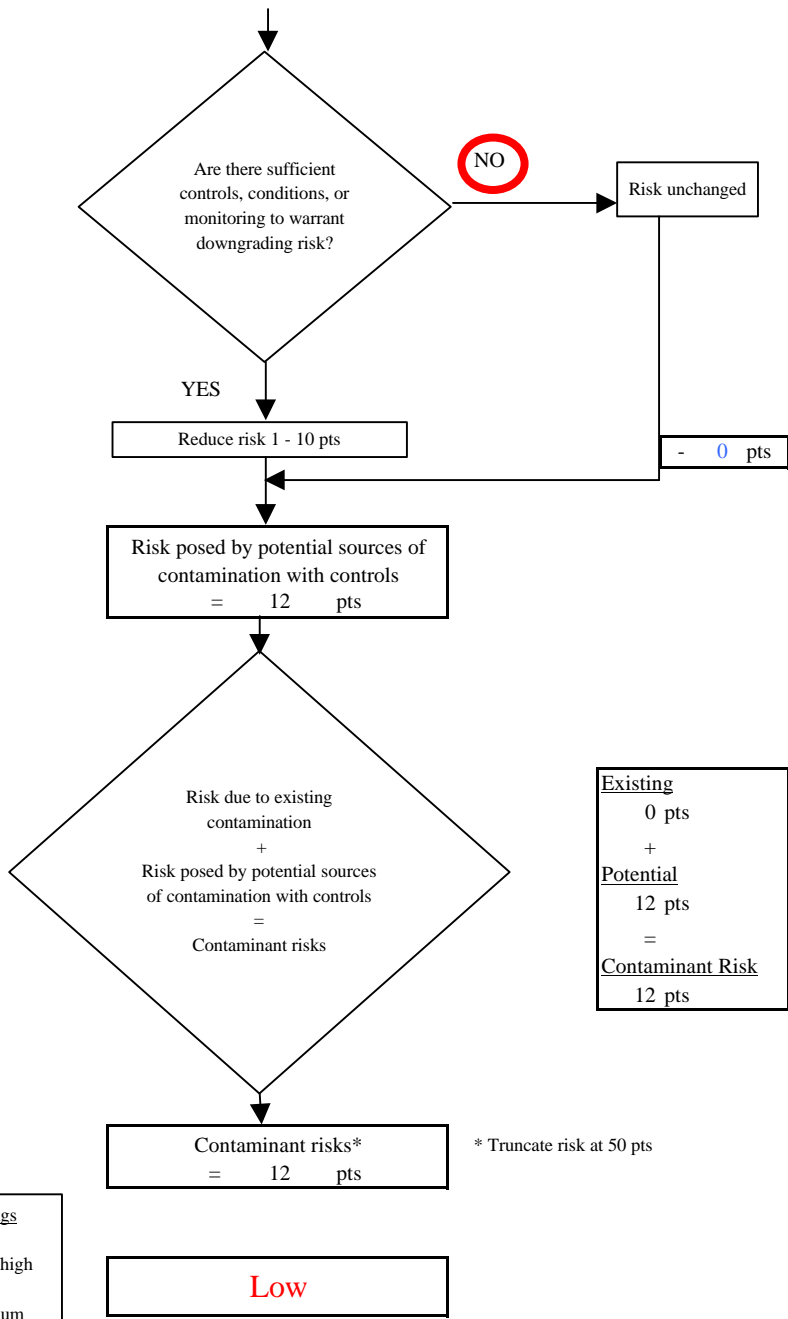 Are there sufficient
controls, conditions, or
monitoring to warrant
downgrading risk?
NO
Risk unchanged
YES
Reduce risk 1 - 10 pts
- 0 pts
Risk posed by potential sources of
contamination with controls
= 12 pts
Risk due to existing
contamination
+
Risk posed by potential sources
of contamination with controls
=
Contaminant risks
Existing
0 pts
+
Potential
12 pts
=
Contaminant Risk
12 pts
Contaminant risks*
= 12 pts
* Truncate risk at 50 pts
gs
high
um
Low